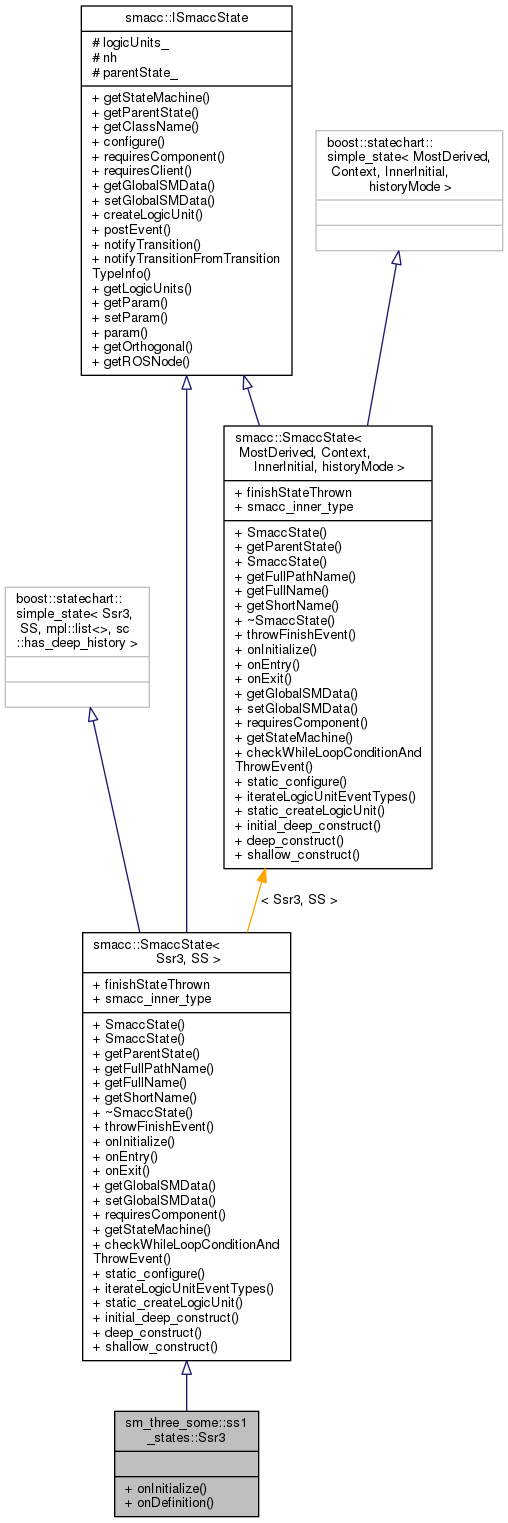 smacc::ISmaccState
# logicUnits_
# nh
# parentState_
+ getStateMachine()
+ getParentState()
+ getClassName()
+ configure()
+ requiresComponent()
+ requiresClient()
+ getGlobalSMData()
+ setGlobalSMData()
+ createLogicUnit()
+ postEvent()
+ notifyTransition()
+ notifyTransitionFromTransition
TypeInfo()
+ getLogicUnits()
+ getParam()
+ setParam()
+ param()
+ getOrthogonal()
+ getROSNode()
boost::statechart::
simple_state< MostDerived,
Context, InnerInitial,
historyMode >
smacc::SmaccState<
MostDerived, Context,
InnerInitial, historyMode >
+ finishStateThrown
+ smacc_inner_type
+ SmaccState()
+ getParentState()
+ SmaccState()
+ getFullPathName()
+ getFullName()
+ getShortName()
+ ~SmaccState()
+ throwFinishEvent()
+ onInitialize()
+ onEntry()
+ onExit()
+ getGlobalSMData()
+ setGlobalSMData()
+ requiresComponent()
+ getStateMachine()
+ checkWhileLoopConditionAnd
ThrowEvent()
+ static_configure()
+ iterateLogicUnitEventTypes()
+ static_createLogicUnit()
+ initial_deep_construct()
+ deep_construct()
+ shallow_construct()
boost::statechart::
simple_state< Ssr3,
SS, mpl::list<>, sc
::has_deep_history >
< Ssr3, SS >
smacc::SmaccState<
Ssr3, SS >
+ finishStateThrown
+ smacc_inner_type
+ SmaccState()
+ SmaccState()
+ getParentState()
+ getFullPathName()
+ getFullName()
+ getShortName()
+ ~SmaccState()
+ throwFinishEvent()
+ onInitialize()
+ onEntry()
+ onExit()
+ getGlobalSMData()
+ setGlobalSMData()
+ requiresComponent()
+ getStateMachine()
+ checkWhileLoopConditionAnd
ThrowEvent()
+ static_configure()
+ iterateLogicUnitEventTypes()
+ static_createLogicUnit()
+ initial_deep_construct()
+ deep_construct()
+ shallow_construct()
sm_three_some::ss1
_states::Ssr3
+ onInitialize()
+ onDefinition()